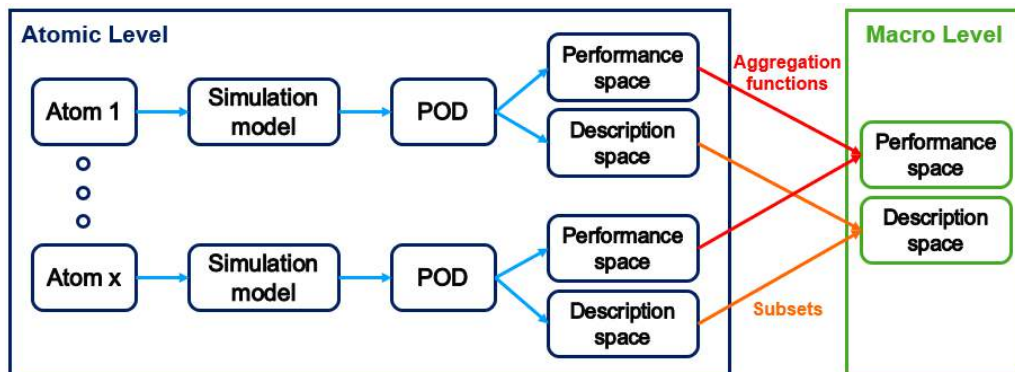 Atomic Level
Atom 1
Simulation
model
POD
Performance
space
Description
space
Atom x
Simulation
model
POD
Performance
space
Description
space
Aggregation
functions
Subsets
Macro Level
Performance
space
Description
space